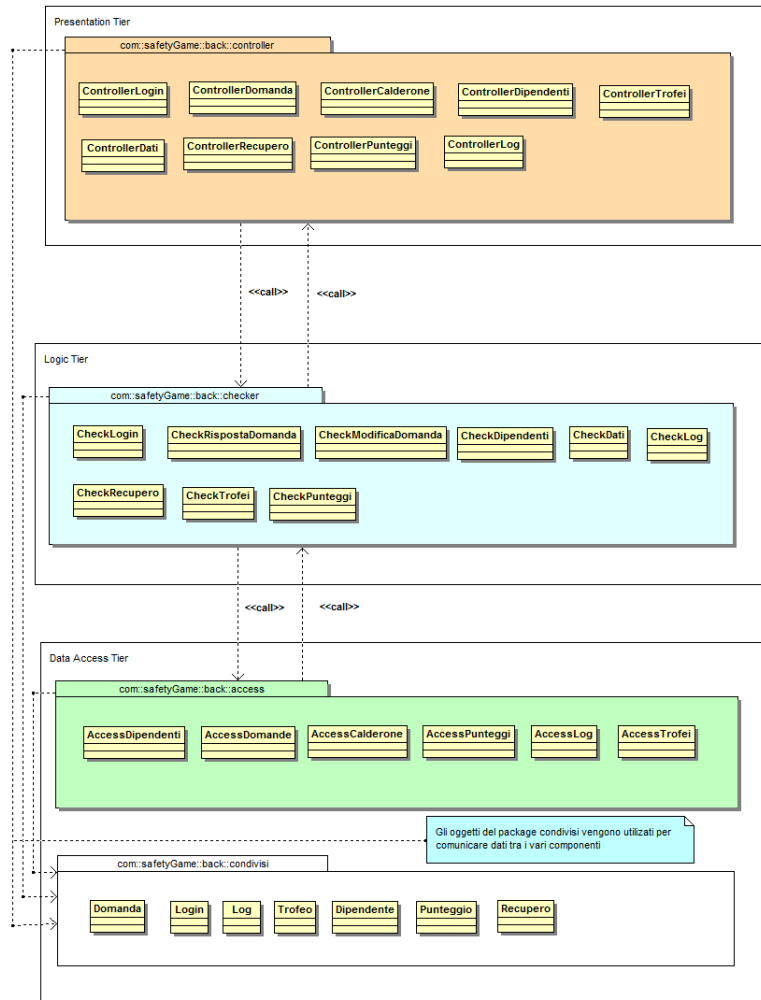 Presentation Tier
com::safetyGame::back::controller
ControllerLogin
ControllerDomanda
ControllerCalderone
ControllerDipendenti
ControllerTrofei
ControllerDati
ControllerRecupero
ControllerPunteggi
ControllerLog
<<call>>
<<call>>
Logic Tier
com::safetyGame::back::checker
CheckLogin
CheckRispostaDomanda
CheckModificaDomanda
CheckDipendenti
CheckDati
CheckLog
CheckRecupero
CheckTrofei
CheckPunteggi
<<call>>
<<call>>
Data Access Tier
com::safetyGame::back::access
AccessDipendenti
AccessDomande
AccessCalderone
AccessPunteggi
AccessLog
AccessTrofei
Gli oggetti del package condivisi vengono utilizati per
comunicare dati tra i vari componenti
com::safetyGame::back::condivisi
Domanda
Login
Log
Trofeo
Dipendente
Punteggio
Recupero